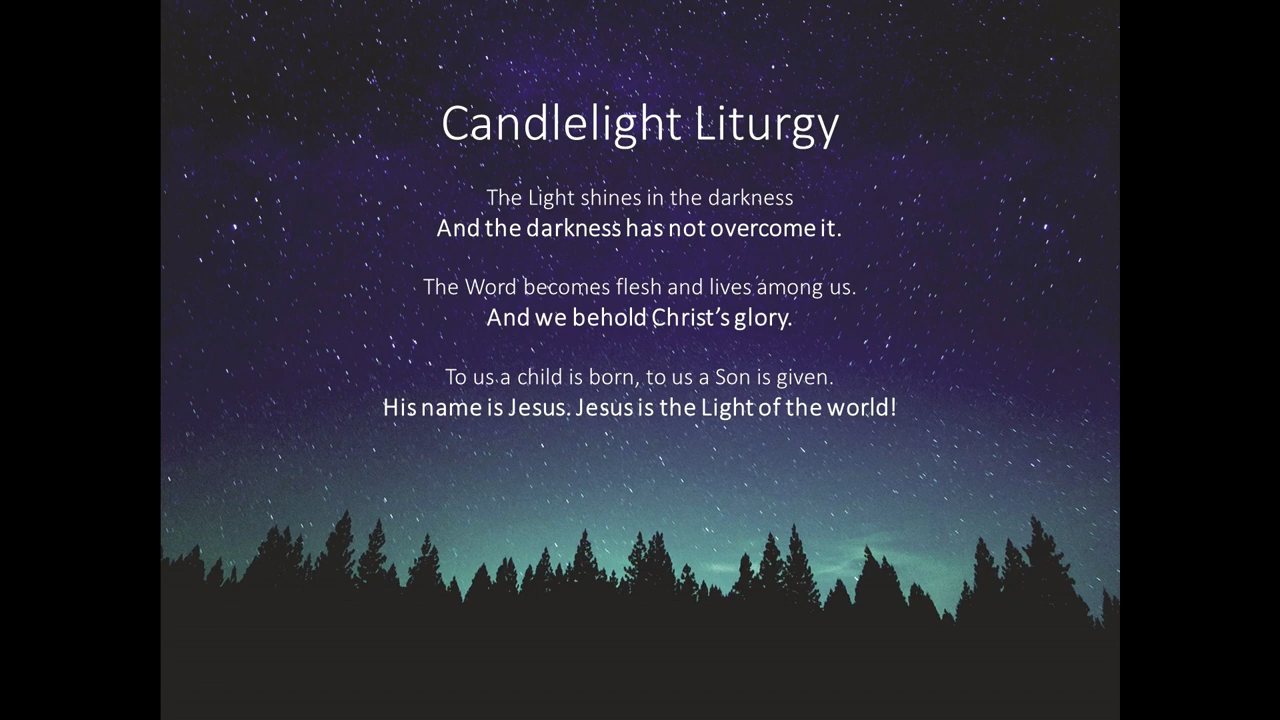 Candlelight Liturgy
The Light shines in the darkness
And the darkness has not overcome it.
The Word becomes flesh and lives among us.
And we behold Christ’s glory.
To us a child is born, to us a Son is given.
His name is Jesus. Jesus is the Light of the world!